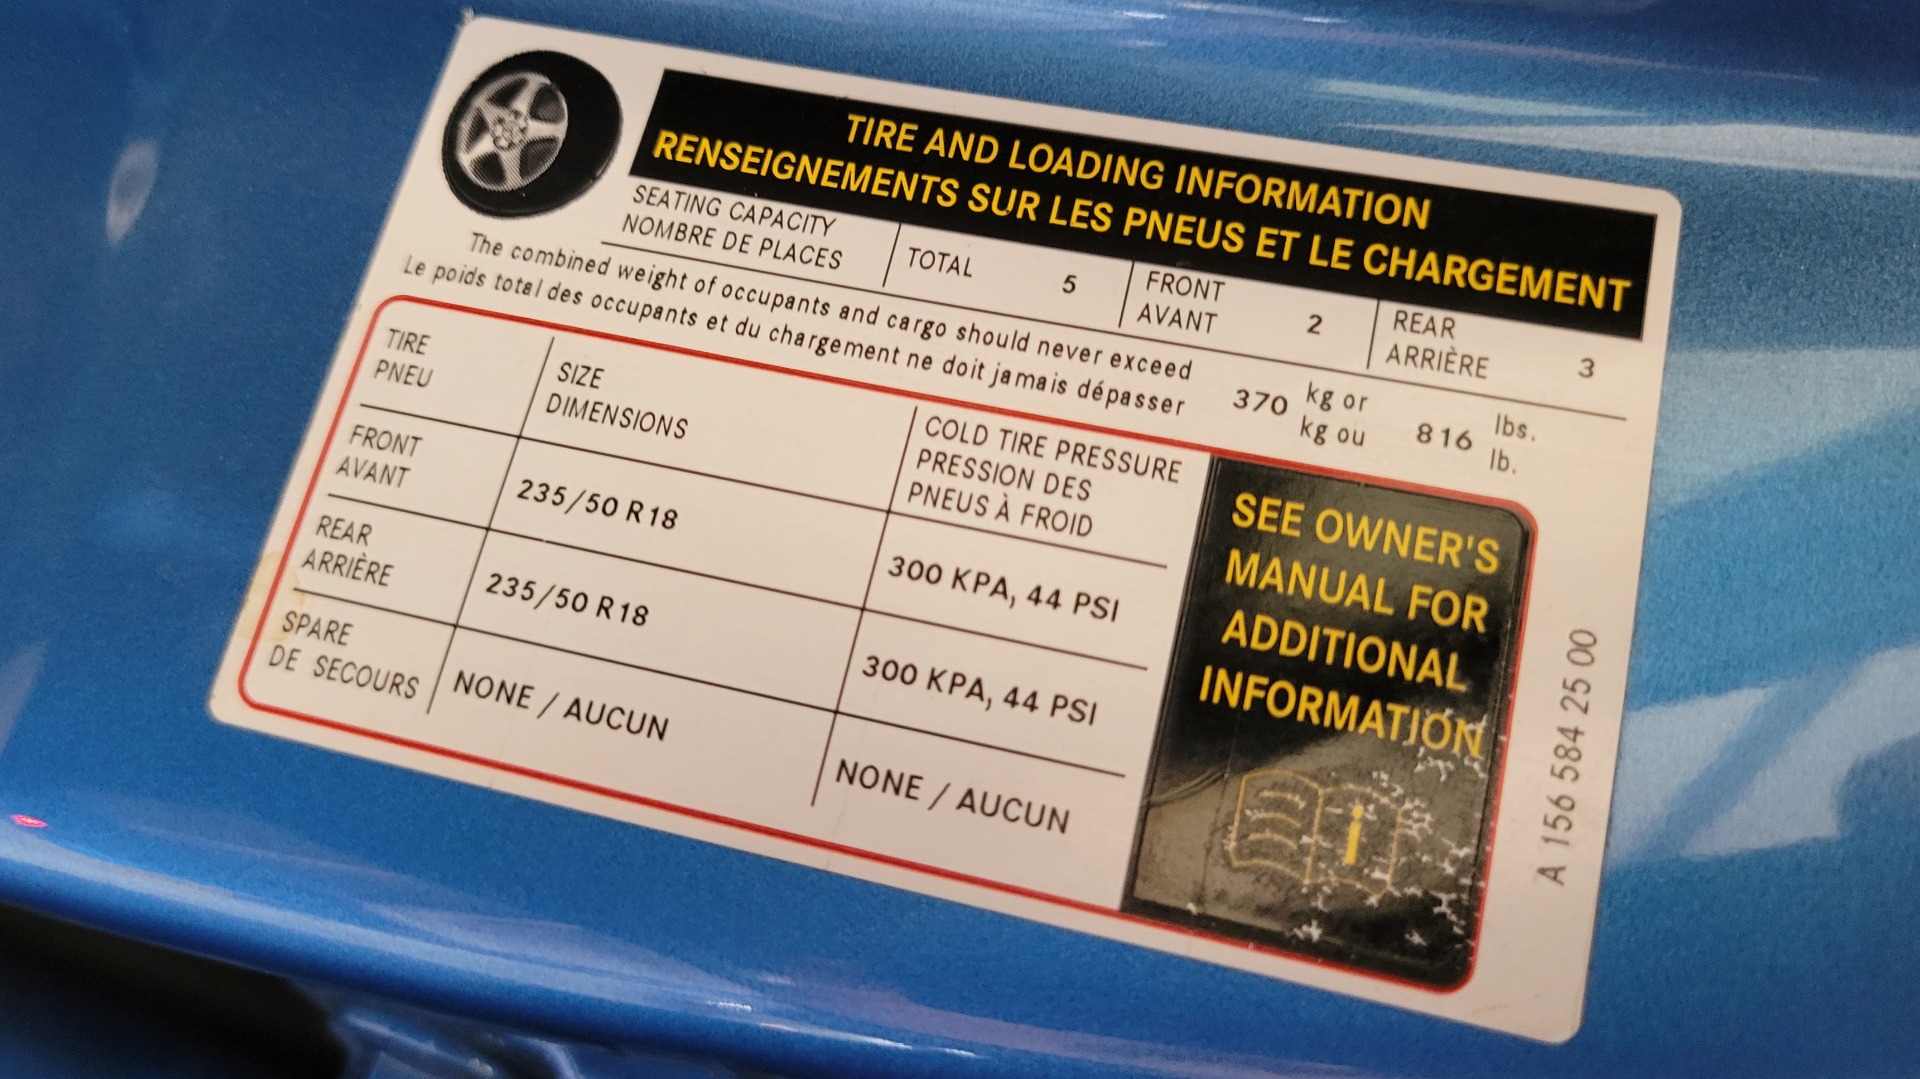 TIRE AND LOADING INFORMATION
RENSEIGNEMENTS SUR LES PNEUS ET LE CHARGEMENT
SEATING CAPACITY
NOMBRE DE PLACES
TOTAL 5
FRONT
AVANT 2
REAR
ARRIÈRE 3
The combined weight of occupants and cargo should never exceed
Le poids total des occupants et du chargement ne doit jamais dépasser
370 kg or
kg ou
816 lbs.
lb.
TIRE
PNEU
SIZE
DIMENSIONS
COLD TIRE PRESSURE
PRESSION DES
PNEUS À FROID
FRONT
AVANT
235/50 R18
300 KPA, 44 PSI
REAR
ARRIÈRE
235/50 R18
300 KPA, 44 PSI
SPARE
DE SECOURS
NONE / AUCUN
NONE / AUCUN
SEE OWNER'S
MANUAL FOR
ADDITIONAL
INFORMATION
i
A 156 584 25 00